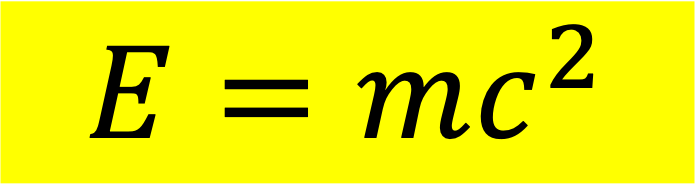 E = mc²